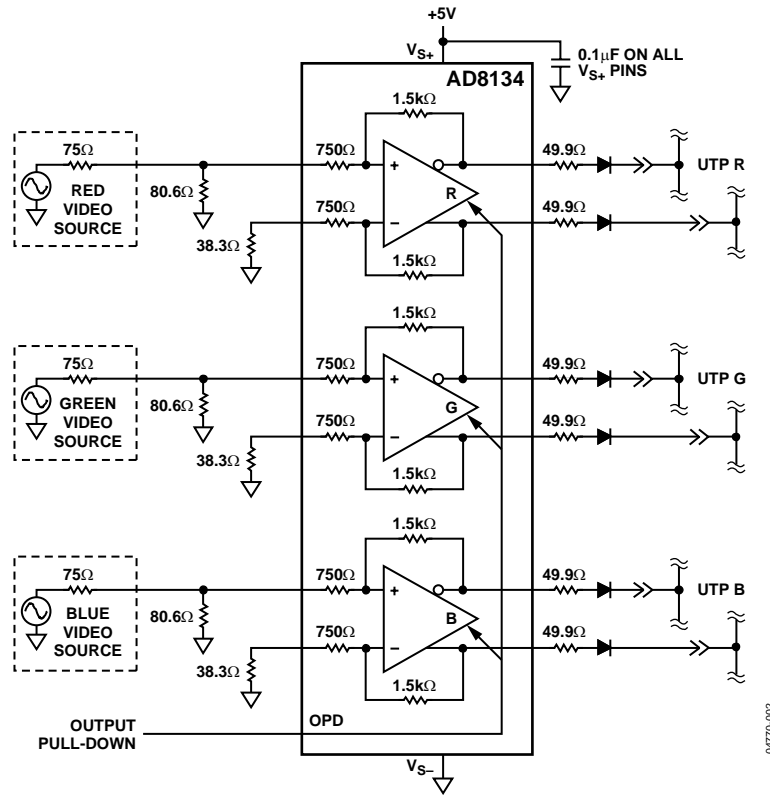 +5V
VS+
0.1μF ON ALL
VS+ PINS
AD8134
1.5kΩ
75Ω
750Ω
49.9Ω
+
UTP R
RED
VIDEO
SOURCE
80.6Ω
R
750Ω
49.9Ω
–
38.3Ω
1.5kΩ
1.5kΩ
75Ω
750Ω
49.9Ω
+
UTP G
GREEN
VIDEO
SOURCE
80.6Ω
G
750Ω
49.9Ω
–
38.3Ω
1.5kΩ
1.5kΩ
75Ω
750Ω
49.9Ω
+
UTP B
BLUE
VIDEO
SOURCE
80.6Ω
B
750Ω
49.9Ω
–
38.3Ω
1.5kΩ
OUTPUT
PULL-DOWN
OPD
VS–